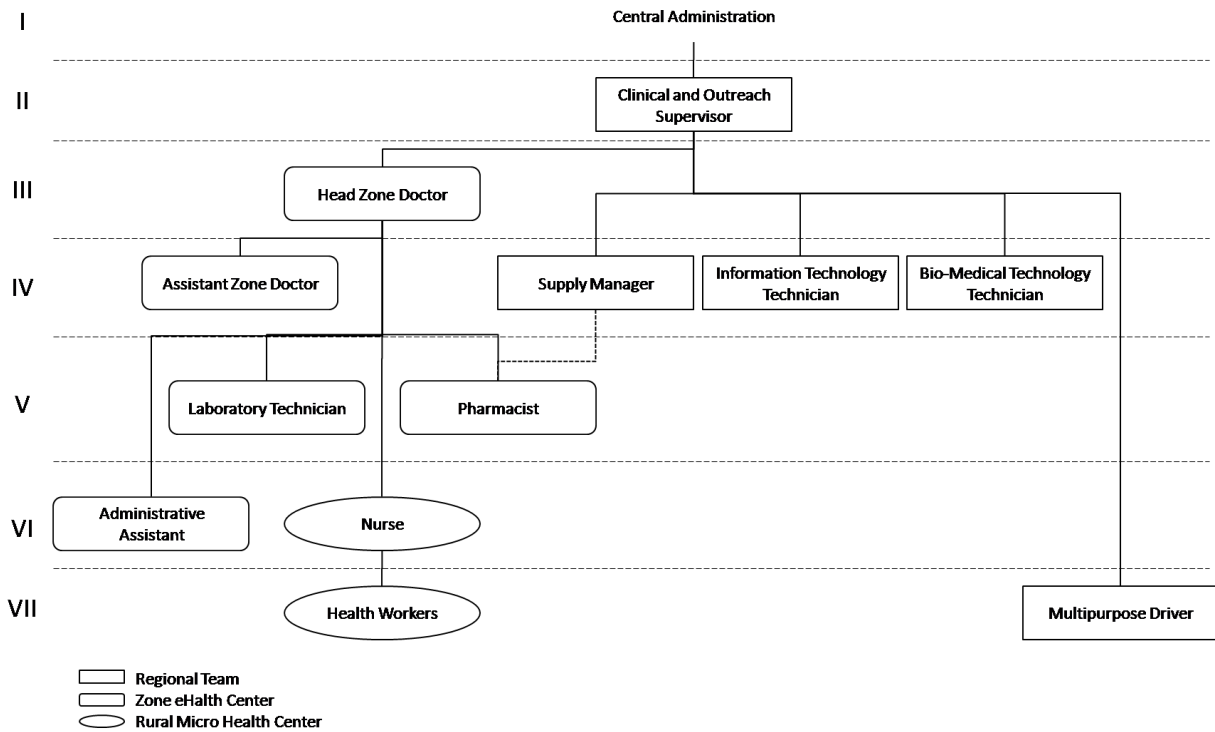 I
Central Administration
II
Clinical and Outreach
Supervisor
III
Head Zone Doctor
IV
Assistant Zone Doctor
Supply Manager
Information Technology
Technician
Bio-Medical Technology
Technician
V
Laboratory Technician
Pharmacist
VI
Administrative
Assistant
Nurse
VII
Health Workers
Multipurpose Driver
Regional Team
Zone eHalth Center
Rural Micro Health Center